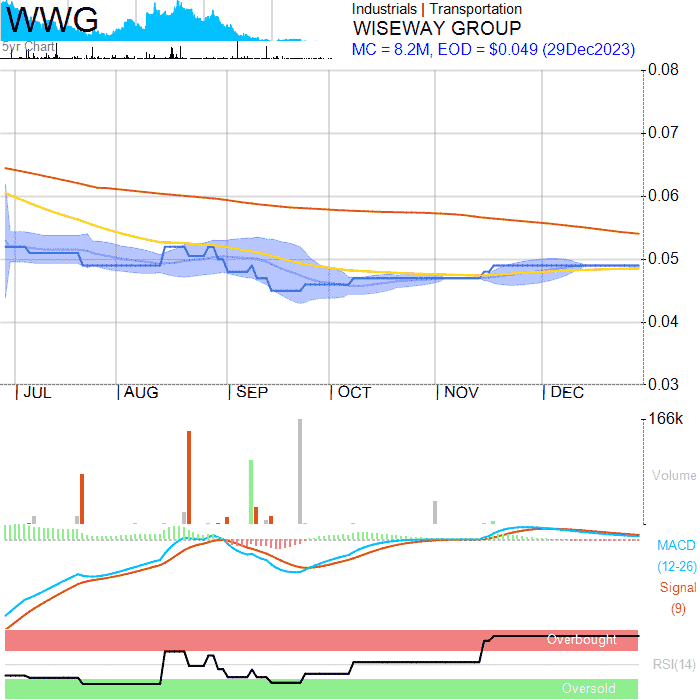 WWG
5yr Chart
Industrials | Transportation
WISEWAY GROUP
MC = 8.2M, EOD = $0.049 (29Dec2023)
0.08
0.07
0.06
0.05
0.04
0.03
JUL AUG SEP OCT NOV DEC
166k
Volume
MACD
(12-26)
Signal
(9)
Overbought
RSI(14)
Oversold